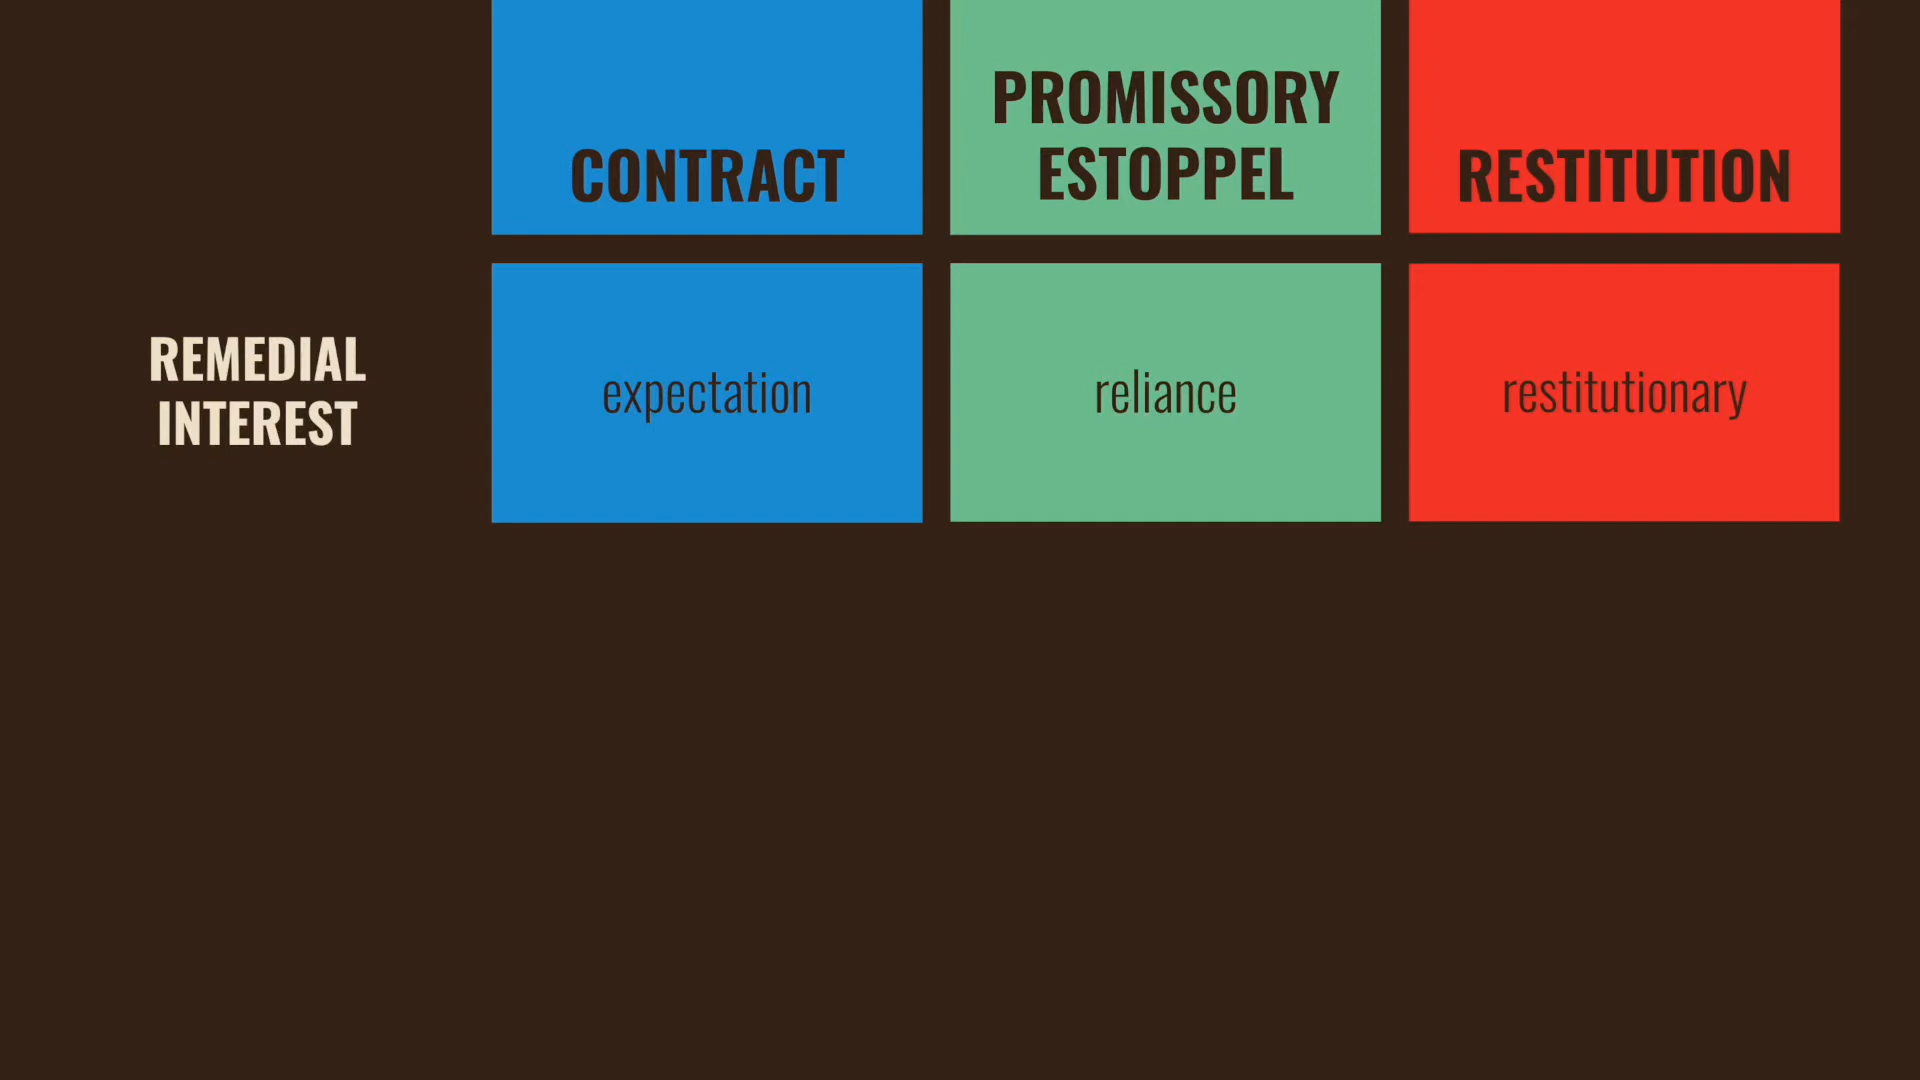 CONTRACT
PROMISSORY
ESTOPPEL
RESTITUTION
REMEDIAL
INTEREST
expectation
reliance
restitutionary